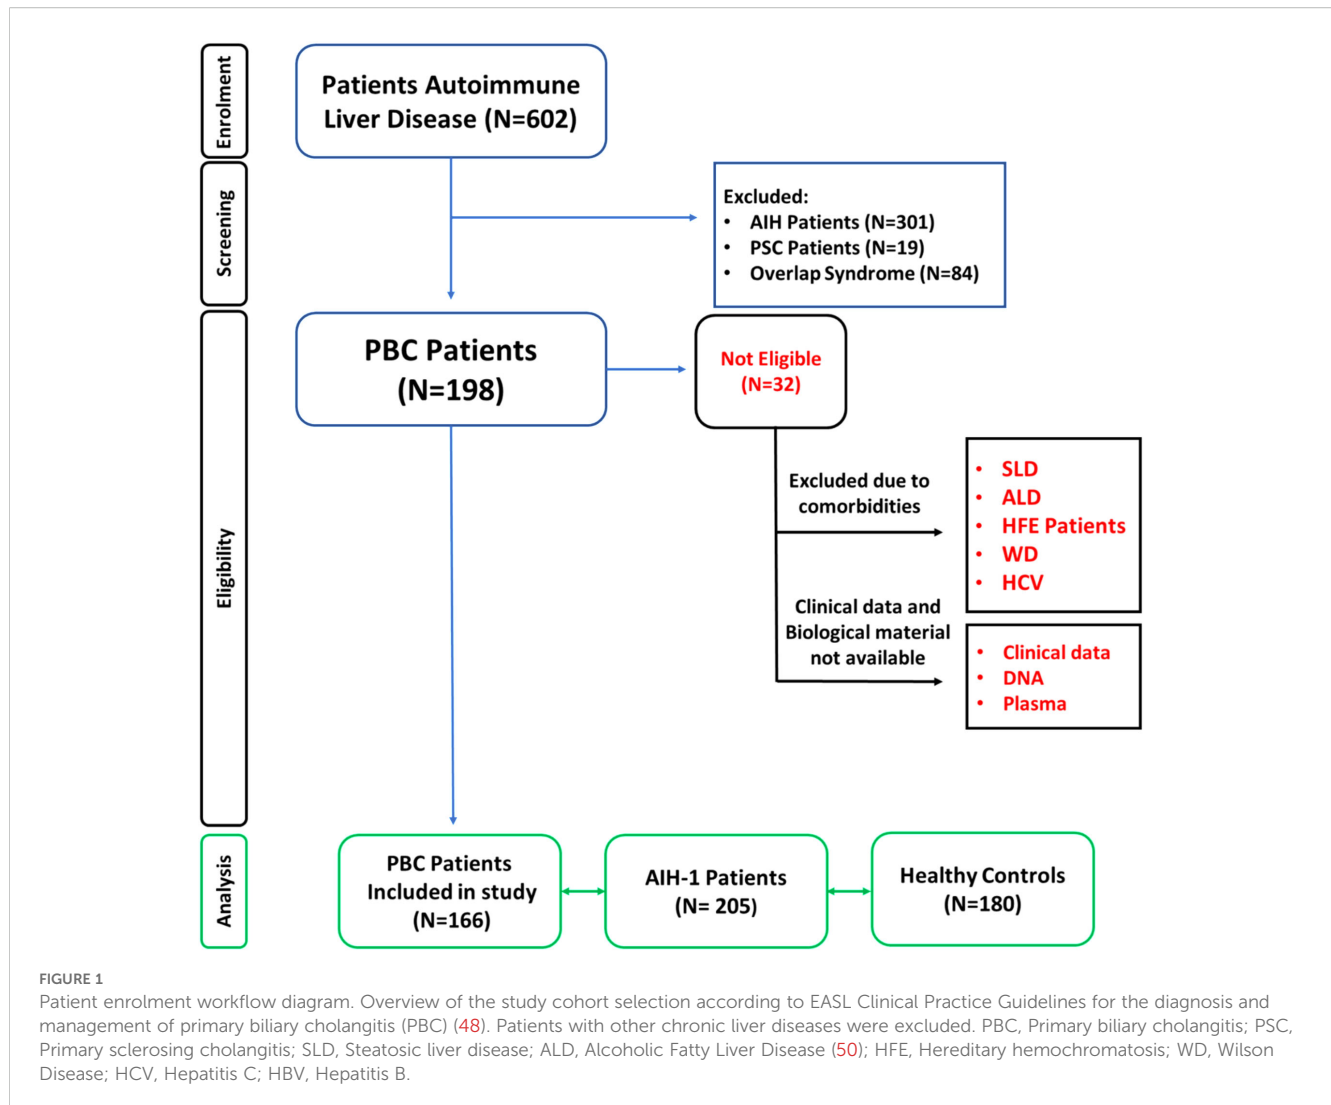 Enrolment
Patients Autoimmune
Liver Disease (N=602)
Screening
Excluded:
• AIH Patients (N=301)
• PSC Patients (N=19)
• Overlap Syndrome (N=84)
Eligibility
PBC Patients
(N=198)
Not Eligible
(N=32)
Excluded due to
comorbidities
• SLD
• ALD
• HFE Patients
• WD
• HCV
Clinical data and
Biological material
not available
• Clinical data
• DNA
• Plasma
Analysis
PBC Patients
Included in study
(N=166)
AIH-1 Patients
(N= 205)
Healthy Controls
(N=180)
FIGURE 1
Patient enrolment workflow diagram. Overview of the study cohort selection according to EASL Clinical Practice Guidelines for the diagnosis and
management of primary biliary cholangitis (PBC) (48). Patients with other chronic liver diseases were excluded. PBC, Primary biliary cholangitis; PSC,
Primary sclerosing cholangitis; SLD, Steatosic liver disease; ALD, Alcoholic Fatty Liver Disease (50); HFE, Hereditary hemochromatosis; WD, Wilson
Disease; HCV, Hepatitis C; HBV, Hepatitis B.